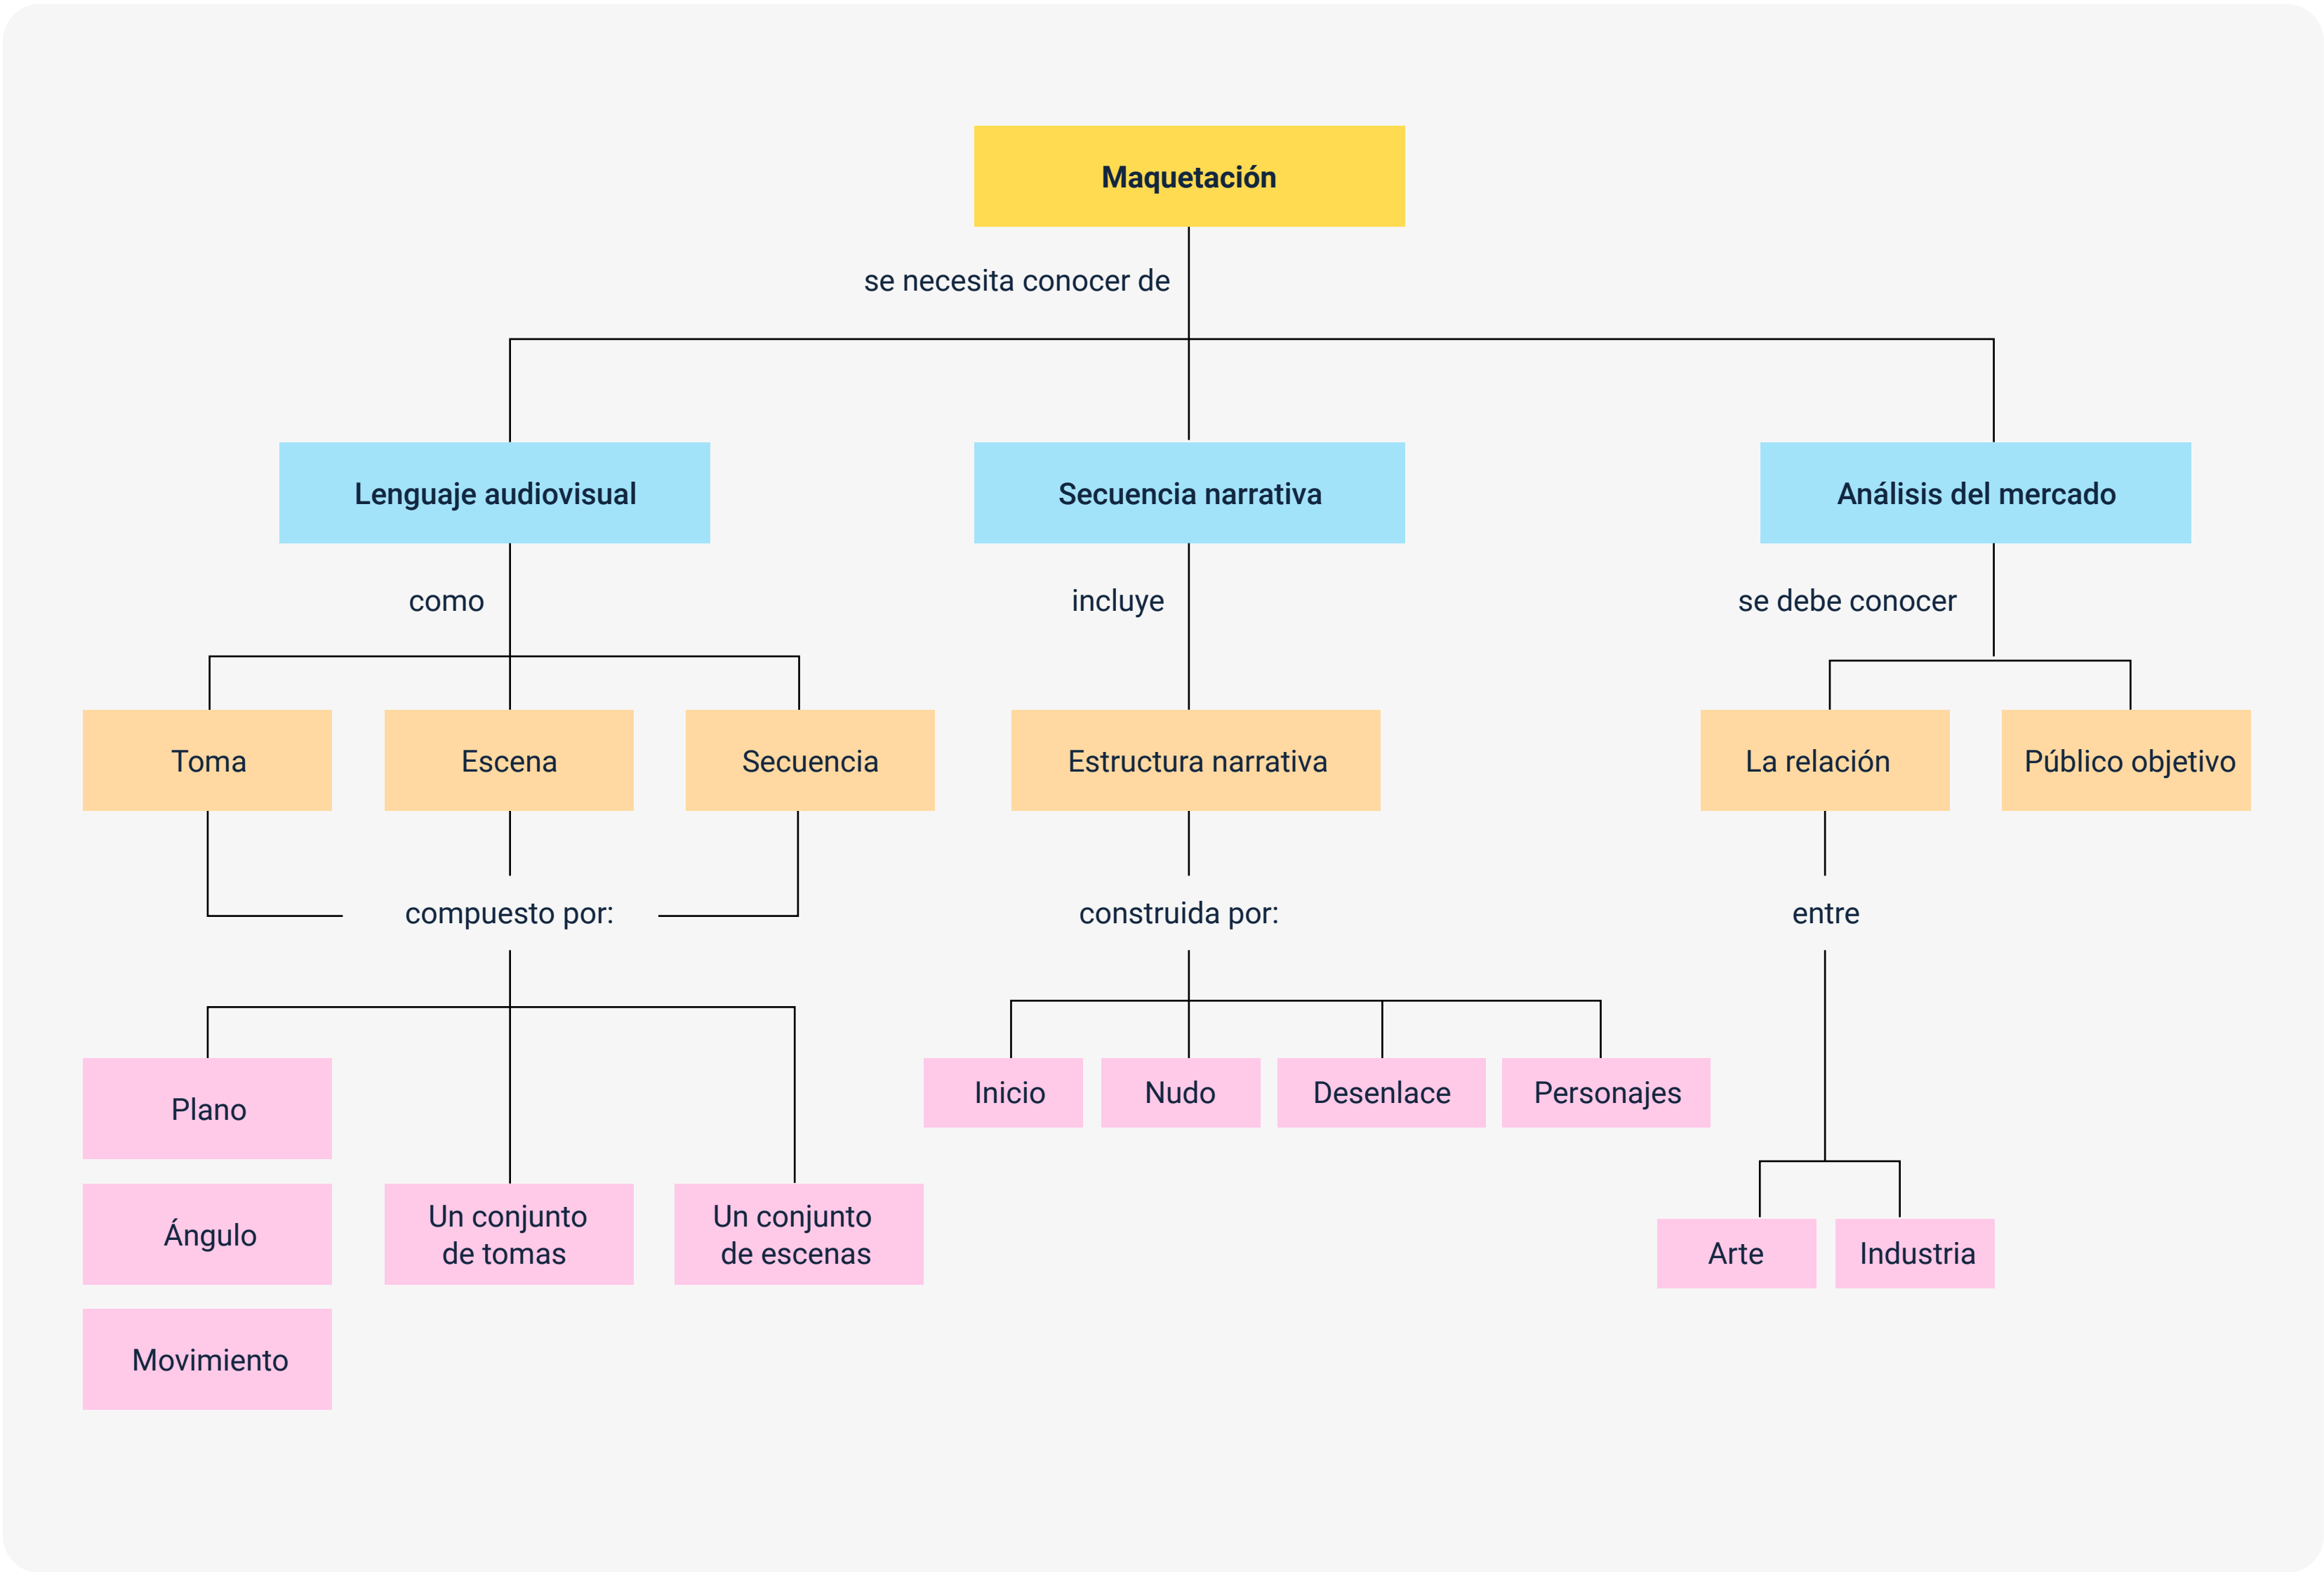 Maquetación
se necesita conocer de
Lenguaje audiovisual
Secuencia narrativa
Análisis del mercado
como
incluye
se debe conocer
Toma
Escena
Secuencia
Estructura narrativa
La relación
Público objetivo
compuesto por:
construida por:
entre
Plano
Ángulo
Movimiento
Un conjunto
de tomas
Un conjunto
de escenas
Inicio
Nudo
Desenlace
Personajes
Arte
Industria